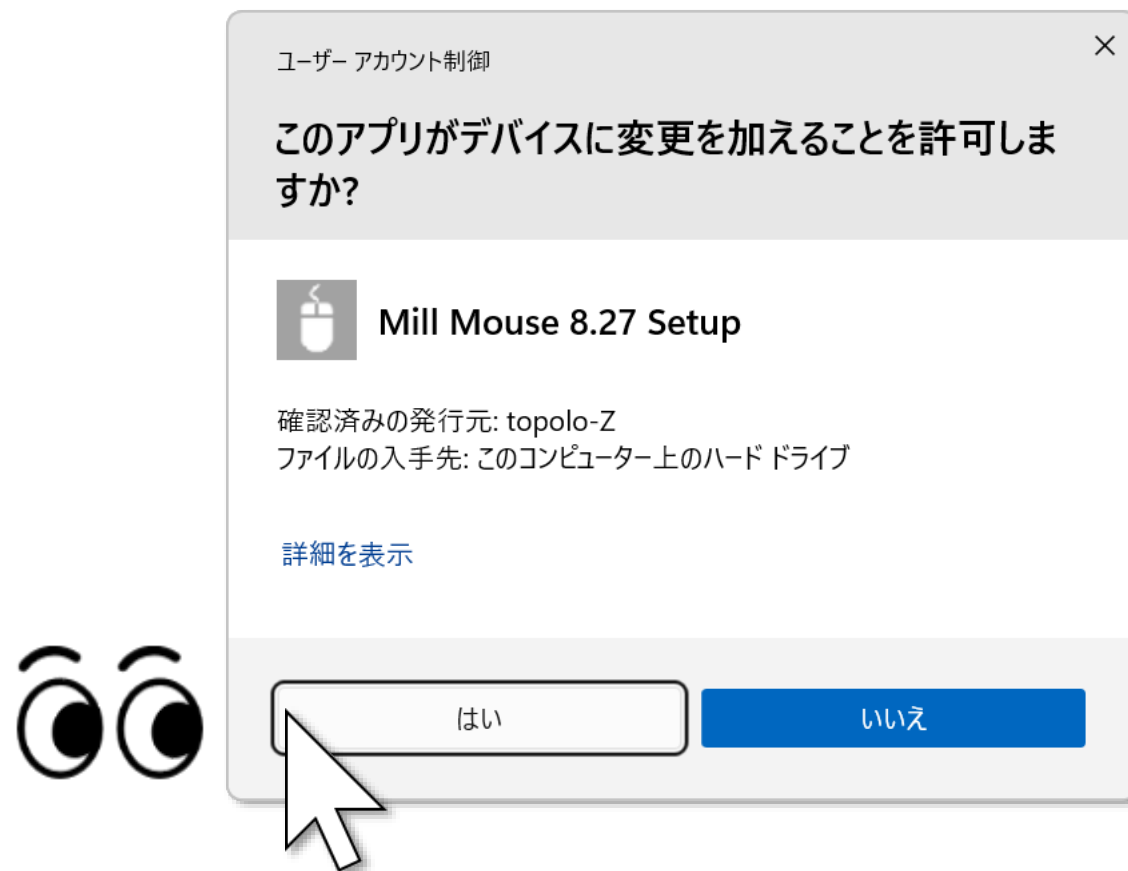 ユーザー アカウント制御
このアプリがデバイスに変更を加えることを許可しま
すか?
Mill Mouse 8.27 Setup
確認済みの発行元: topolo-Z
ファイルの入手先: このコンピューター上のハード ドライブ
詳細を表示
はい
いいえ